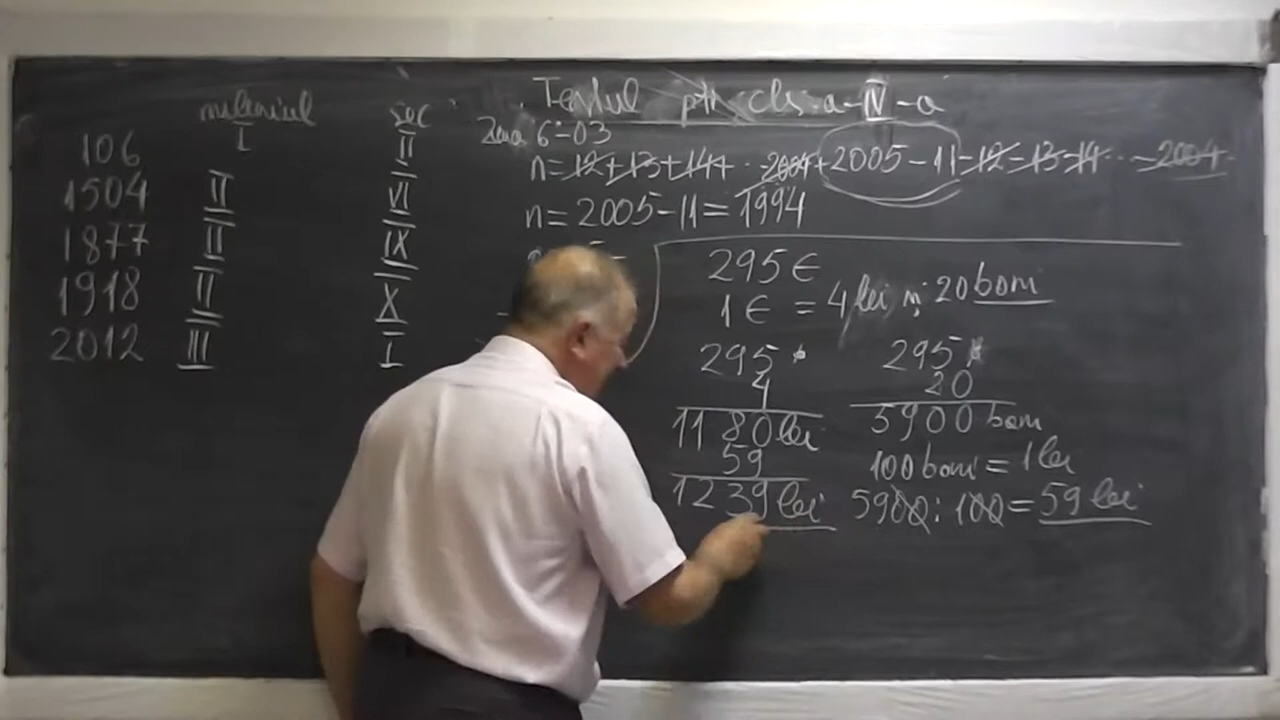 mileniul sec
106 I II
1504 II VI
1877 II IX
1918 II X
2012 III I
Testul ptr cls. a-IV-a
6-03
n=12+13+14+...2004+2005-11-12-13-14...-2004
n=2005-11=1994
295€
1€ = 4 lei și 20 bani
295 *
4
1180 lei
59
1239 lei
295 *
20
5900 bani
100 bani = 1 lei
5900 : 100 = 59 lei